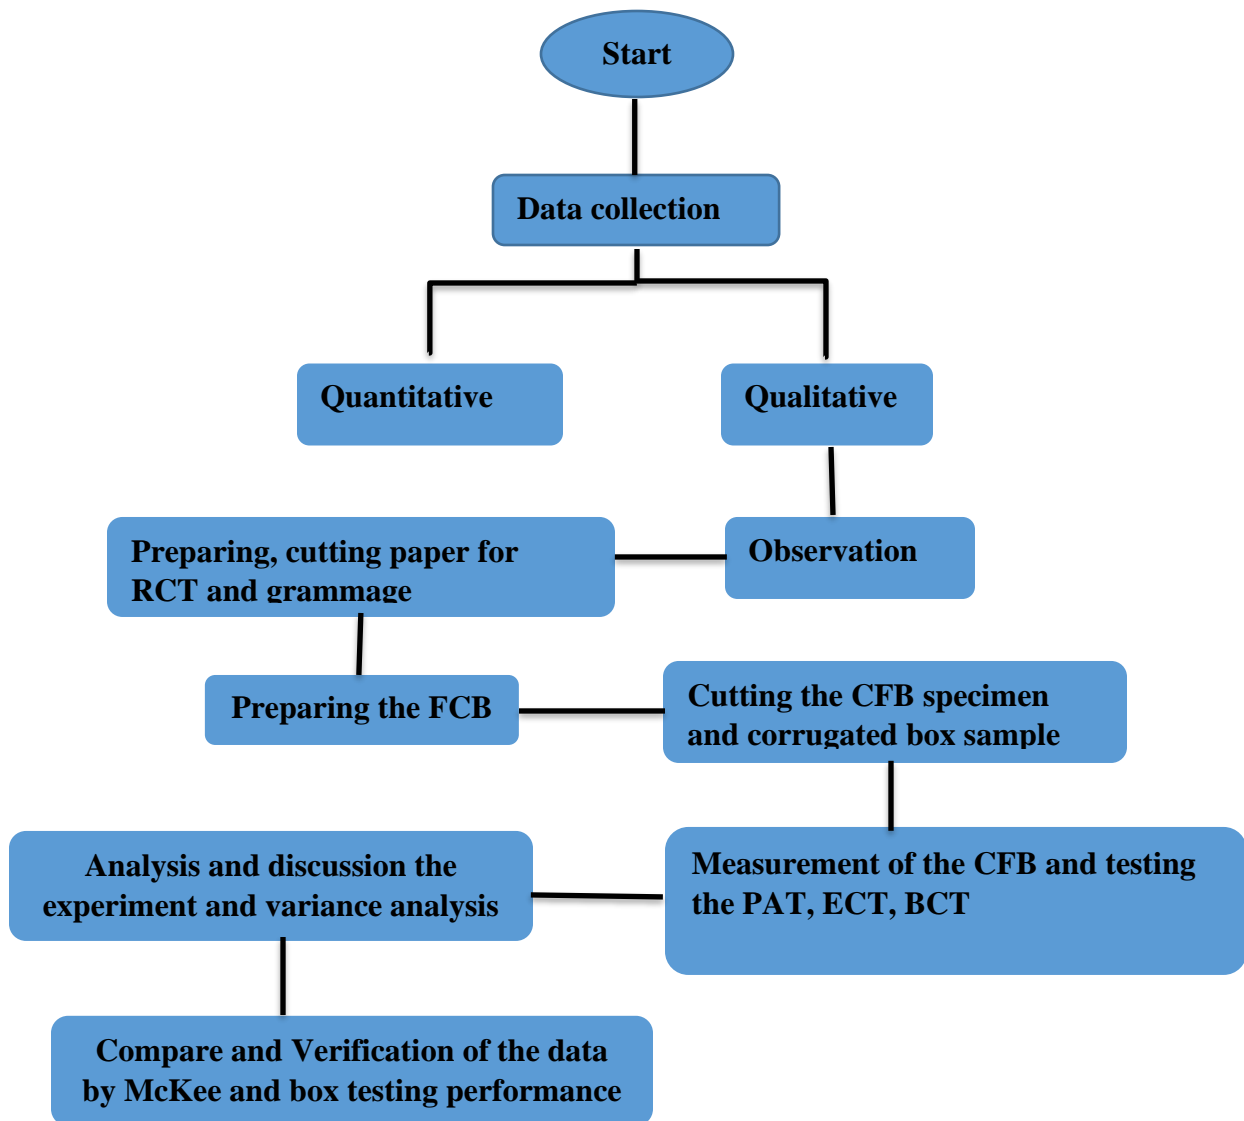 Start
Data collection
Quantitative
Qualitative
Observation
Preparing, cutting paper for
RCT and grammage
Preparing the FCB
Cutting the CFB specimen
and corrugated box sample
Measurement of the CFB and testing
the PAT, ECT, BCT
Analysis and discussion the
experiment and variance analysis
Compare and Verification of the data
by McKee and box testing performance